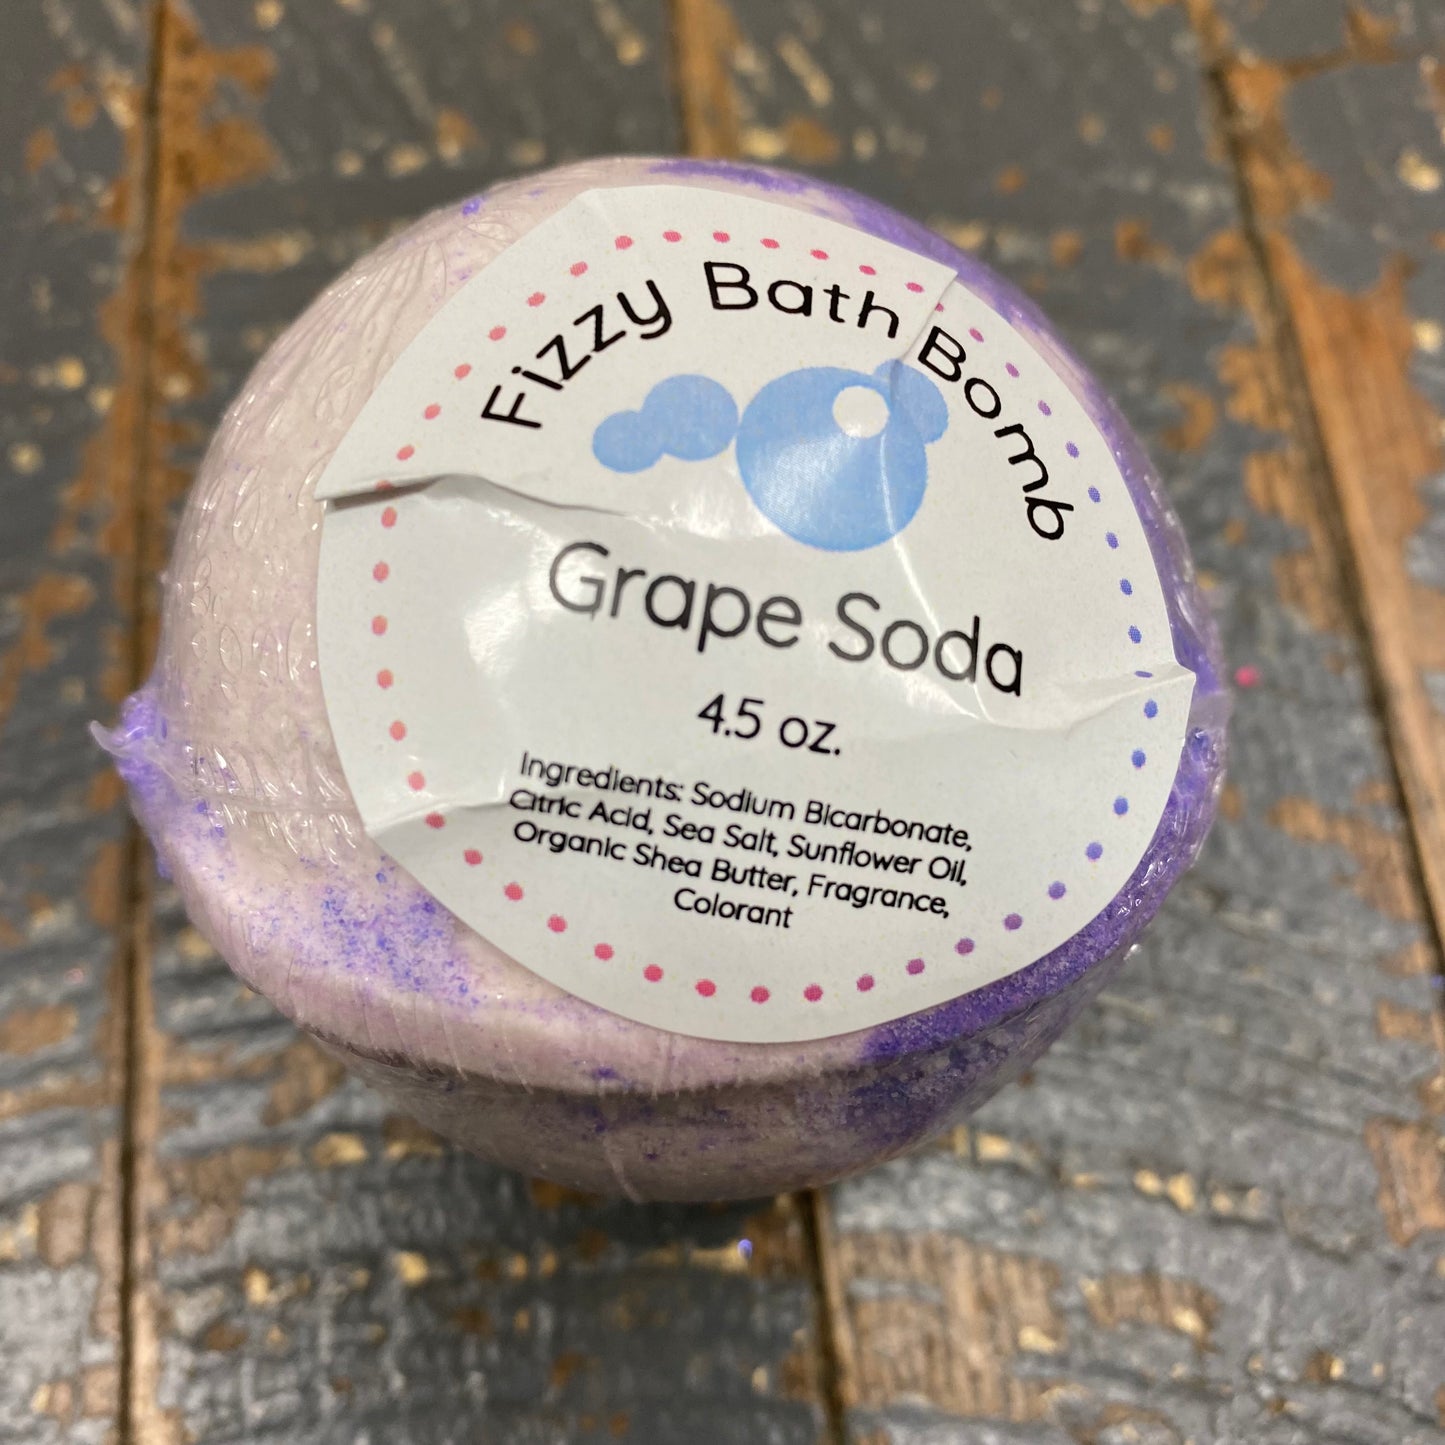 Fizzy Bath Bomb
Grape Soda
4.5 oz.
Ingredients: Sodium Bicarbonate,
Citric Acid, Sea Salt, Sunflower Oil,
Organic Shea Butter, Fragrance,
Colorant